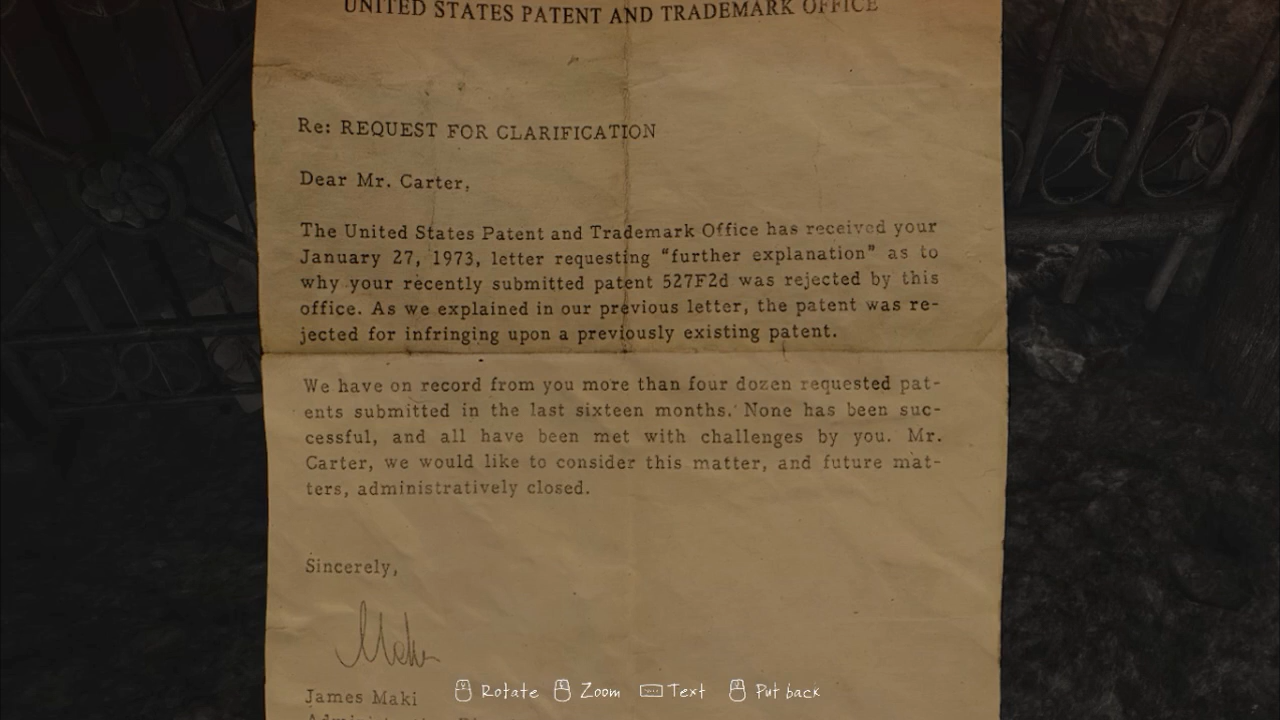 UNITED STATES PATENT AND TRADEMARK OFFICE
Re: REQUEST FOR CLARIFICATION
Dear Mr. Carter,
The United States Patent and Trademark Office has received your
January 27, 1973, letter requesting "further explanation" as to
why your recently submitted patent 527F2d was rejected by this
office. As we explained in our previous letter, the patent was re-
jected for infringing upon a previously existing patent.
We have on record from you more than four dozen requested pat-
ents submitted in the last sixteen months. None has been suc-
cessful, and all have been met with challenges by you. Mr.
Carter, we would like to consider this matter, and future mat-
ters, administratively closed.
Sincerely,
James Maki
Rotate Zoom Text Put back